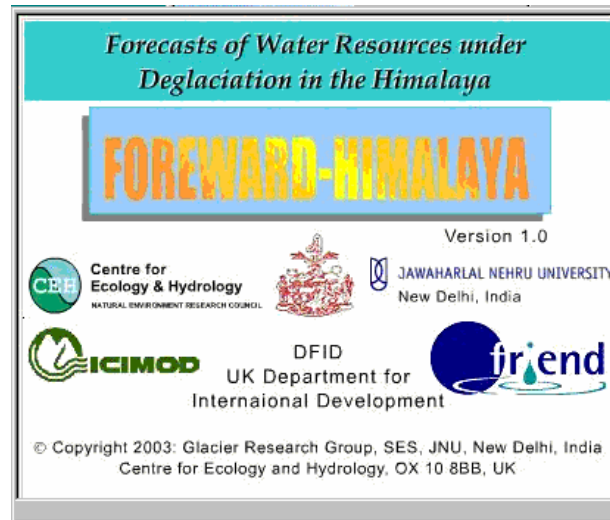 Forecasts of Water Resources under
Deglaciation in the Himalaya
FOREWARD-HIMALAYA
Version 1.0
CEH
Centre for
Ecology & Hydrology
NATURAL ENVIRONMENT RESEARCH COUNCIL
JAWAHARLAL NEHRU UNIVERSITY
New Delhi, India
ICIMOD
DFID
UK Department for
Internaional Development
friend
© Copyright 2003: Glacier Research Group, SES, JNU, New Delhi, India
Centre for Ecology and Hydrology, OX 10 8BB, UK